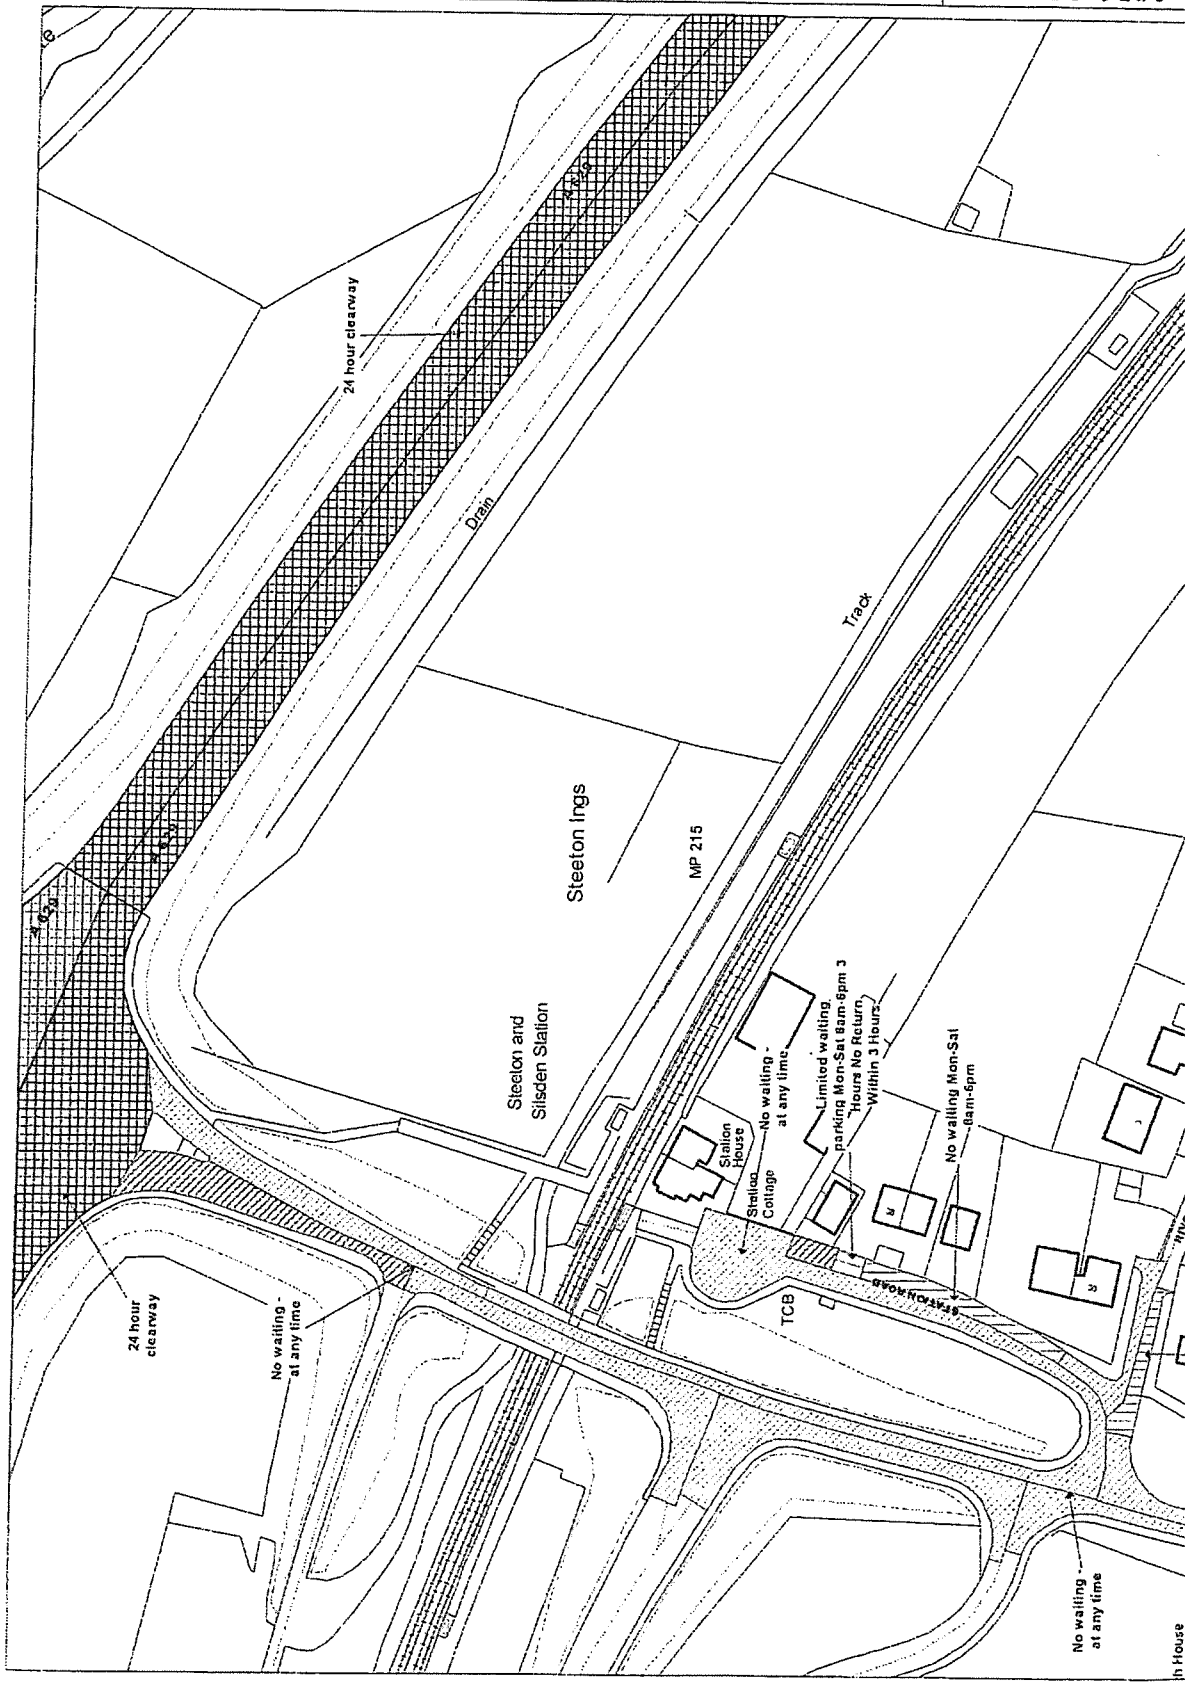 24 hour clearway
A 629
Drain
Track
A 629
A 629
Steeton Ings
MP 215
Steeton and
Silsden Station
Limited waiting
parking Mon-Sat 8am-6pm 3
Hours No Return
Within 3 Hours
No waiting -
at any time
No waiting Mon-Sat
8am-6pm
Station
House
Station
Cottage
TCB
STATION ROAD
24 hour
clearway
No waiting -
at any time
No waiting -
at any time
House